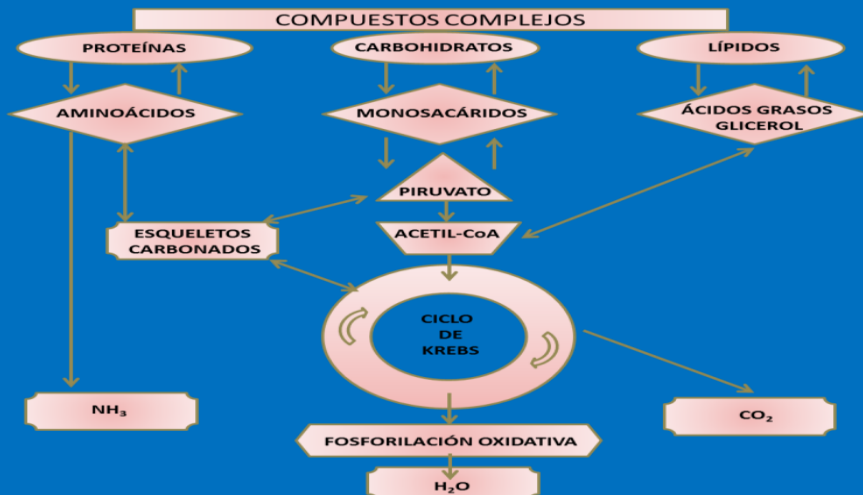 COMPUESTOS COMPLEJOS
PROTEÍNAS
CARBOHIDRATOS
LÍPIDOS
AMINOÁCIDOS
MONOSACÁRIDOS
ÁCIDOS GRASOS
GLICEROL
PIRUVATO
ESQUELETOS
CARBONADOS
ACETIL-CoA
CICLO
DE
KREBS
NH₃
CO₂
FOSFORILACIÓN OXIDATIVA
H₂O